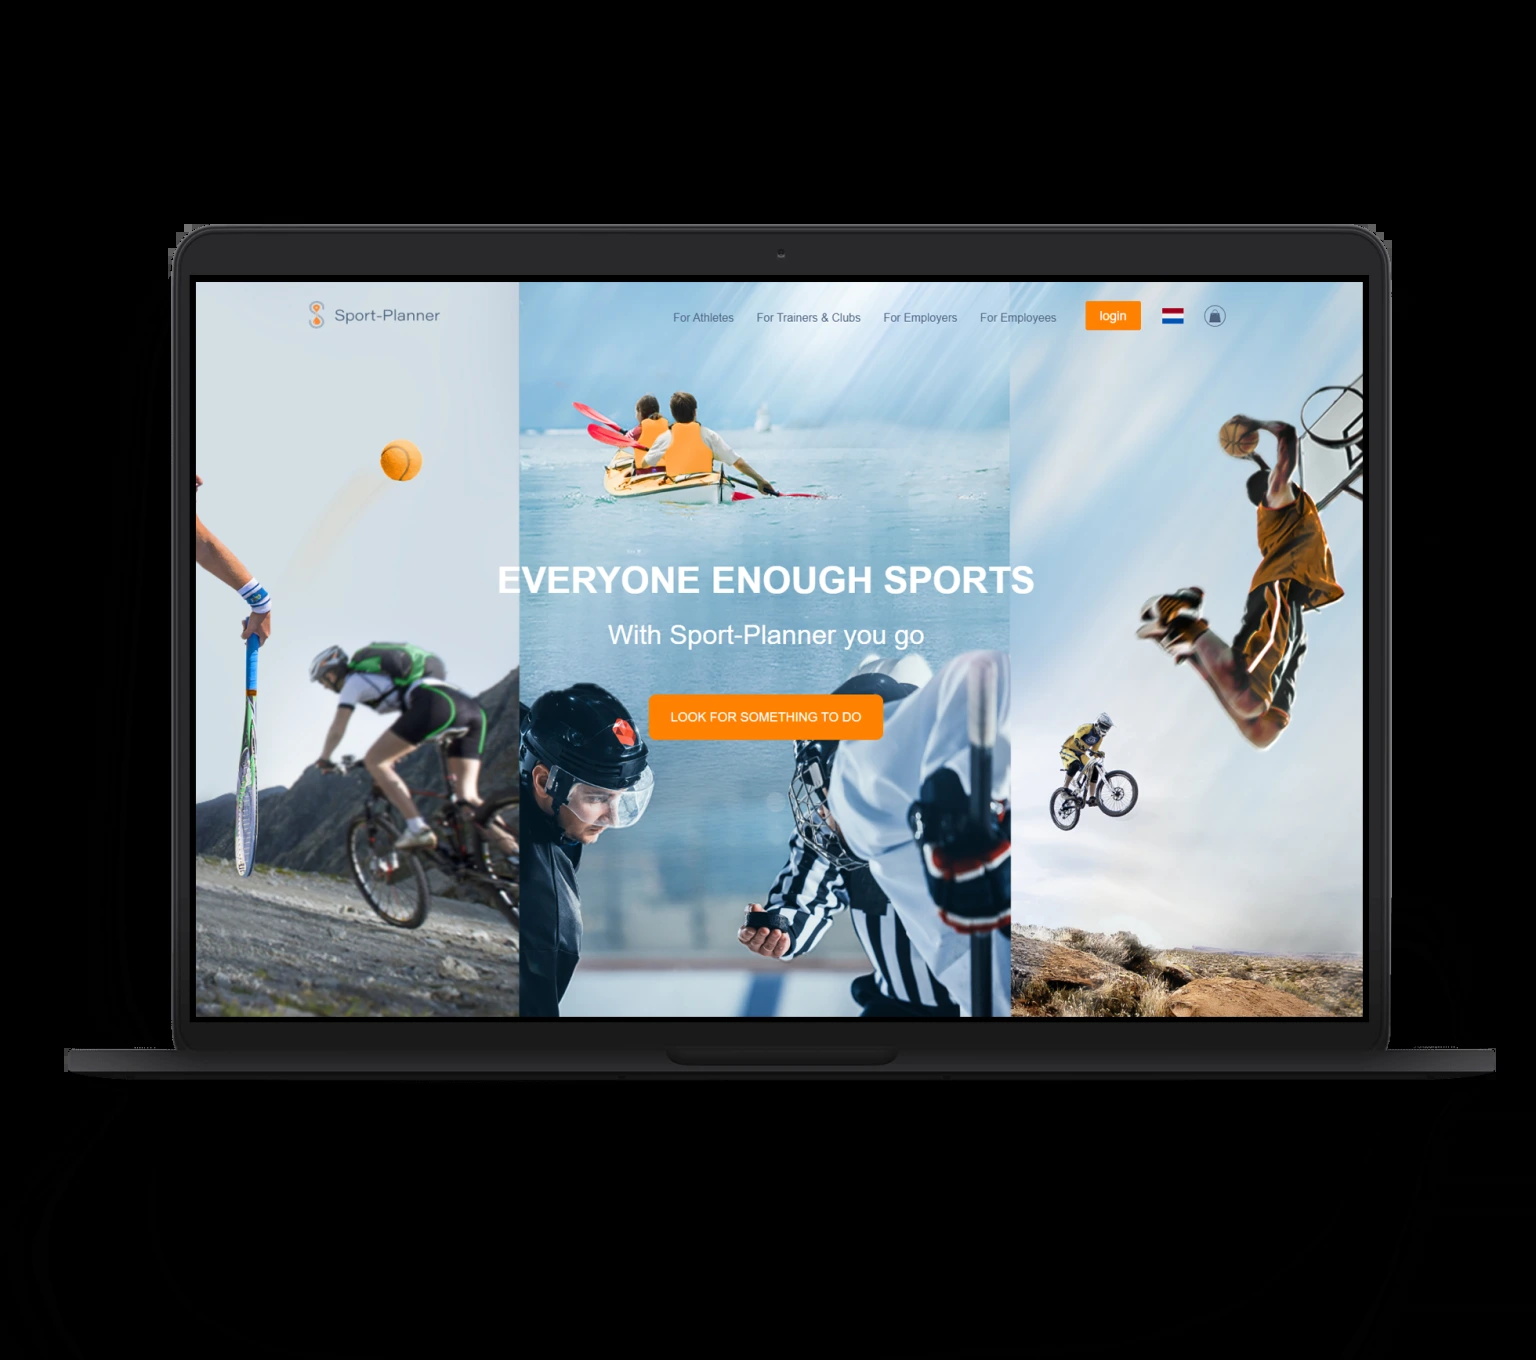 Sport-Planner
For Athletes
For Trainers & Clubs
For Employers
For Employees
login
EVERYONE ENOUGH SPORTS
With Sport-Planner you go
LOOK FOR SOMETHING TO DO